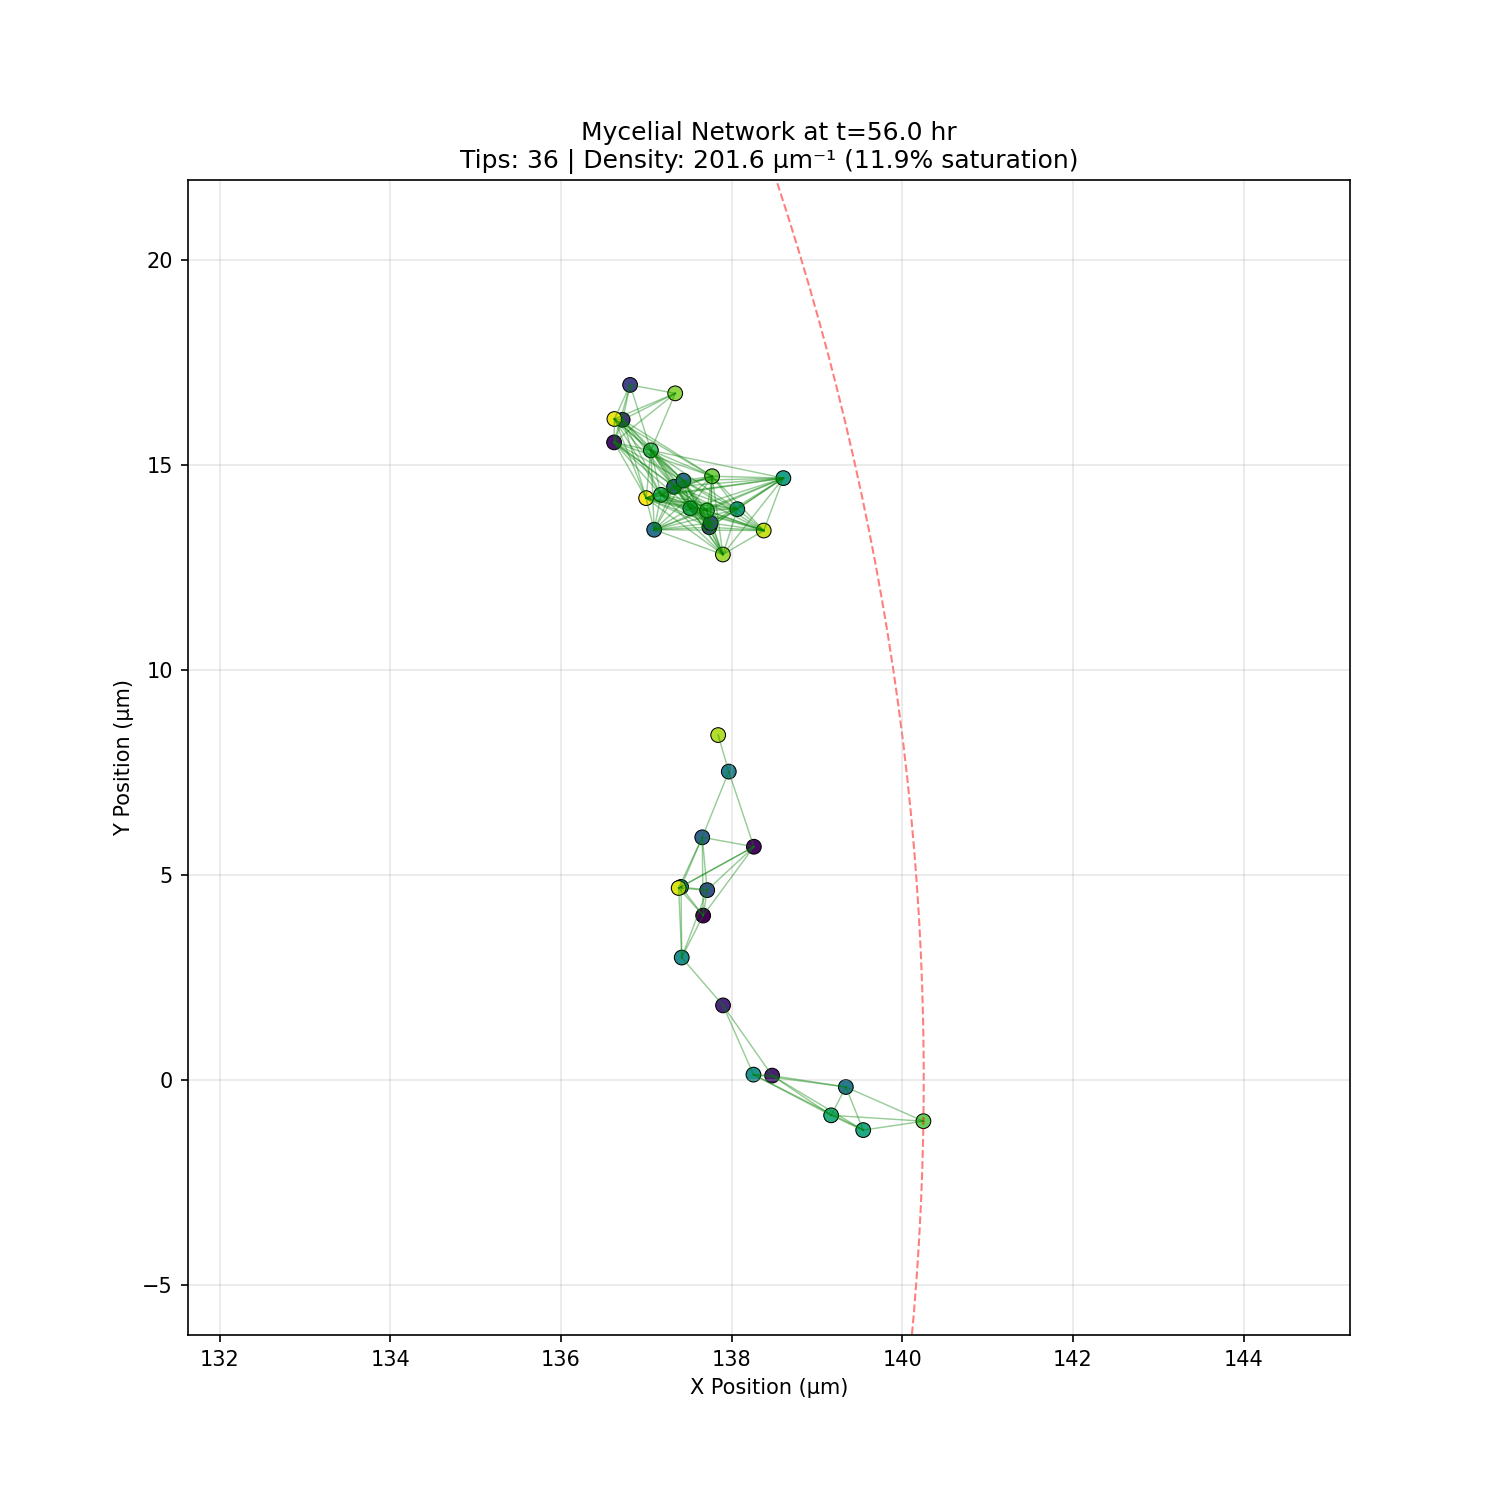 Mycelial Network at t=56.0 hr
Tips: 36 | Density: 201.6 μm⁻¹ (11.9% saturation)
Y Position (μm)
20
15
10
5
0
−5
132 134 136 138 140 142 144
X Position (μm)